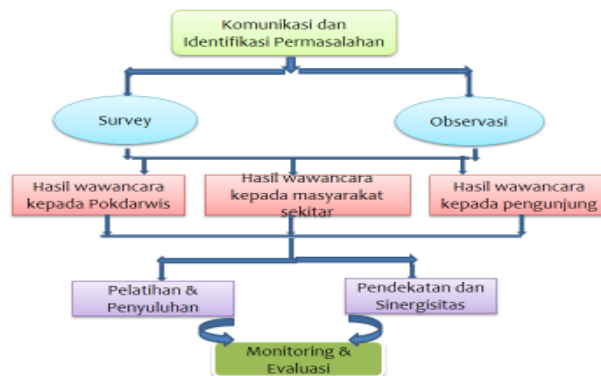 Komunikasi dan
Identifikasi Permasalahan
Survey
Observasi
Hasil wawancara
kepada Pokdarwis
Hasil wawancara
kepada masyarakat
sekitar
Hasil wawancara
kepada pengunjung
Pelatihan &
Penyuluhan
Pendekatan dan
Sinergisitas
Monitoring &
Evaluasi